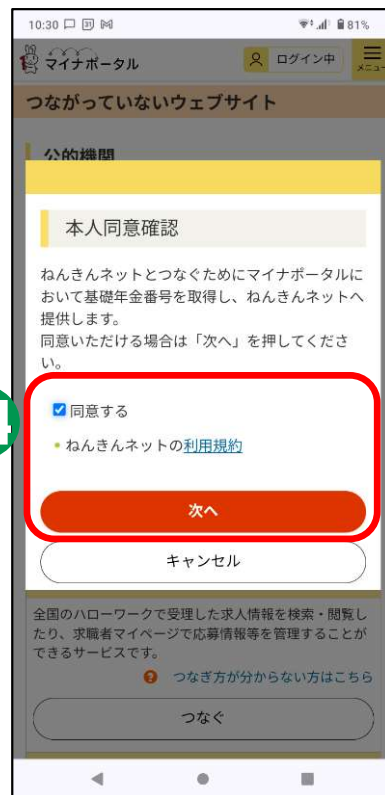 10:30
31
81%
マイナポータル
ログイン中
メニュー
つながっていないウェブサイト
公的機関
本人同意確認
ねんきんネットとつなぐためにマイナポータルに
おいて基礎年金番号を取得し、ねんきんネットへ
提供します。
同意いただける場合は「次へ」を押してくださ
い。
同意する
ねんきんネットの利用規約
次へ
キャンセル
全国のハローワークで受理した求人情報を検索・閲覧し
たり、求職者マイページで応募情報等を管理することが
できるサービスです。
? つなぎ方が分からない方はこちら
つなぐ